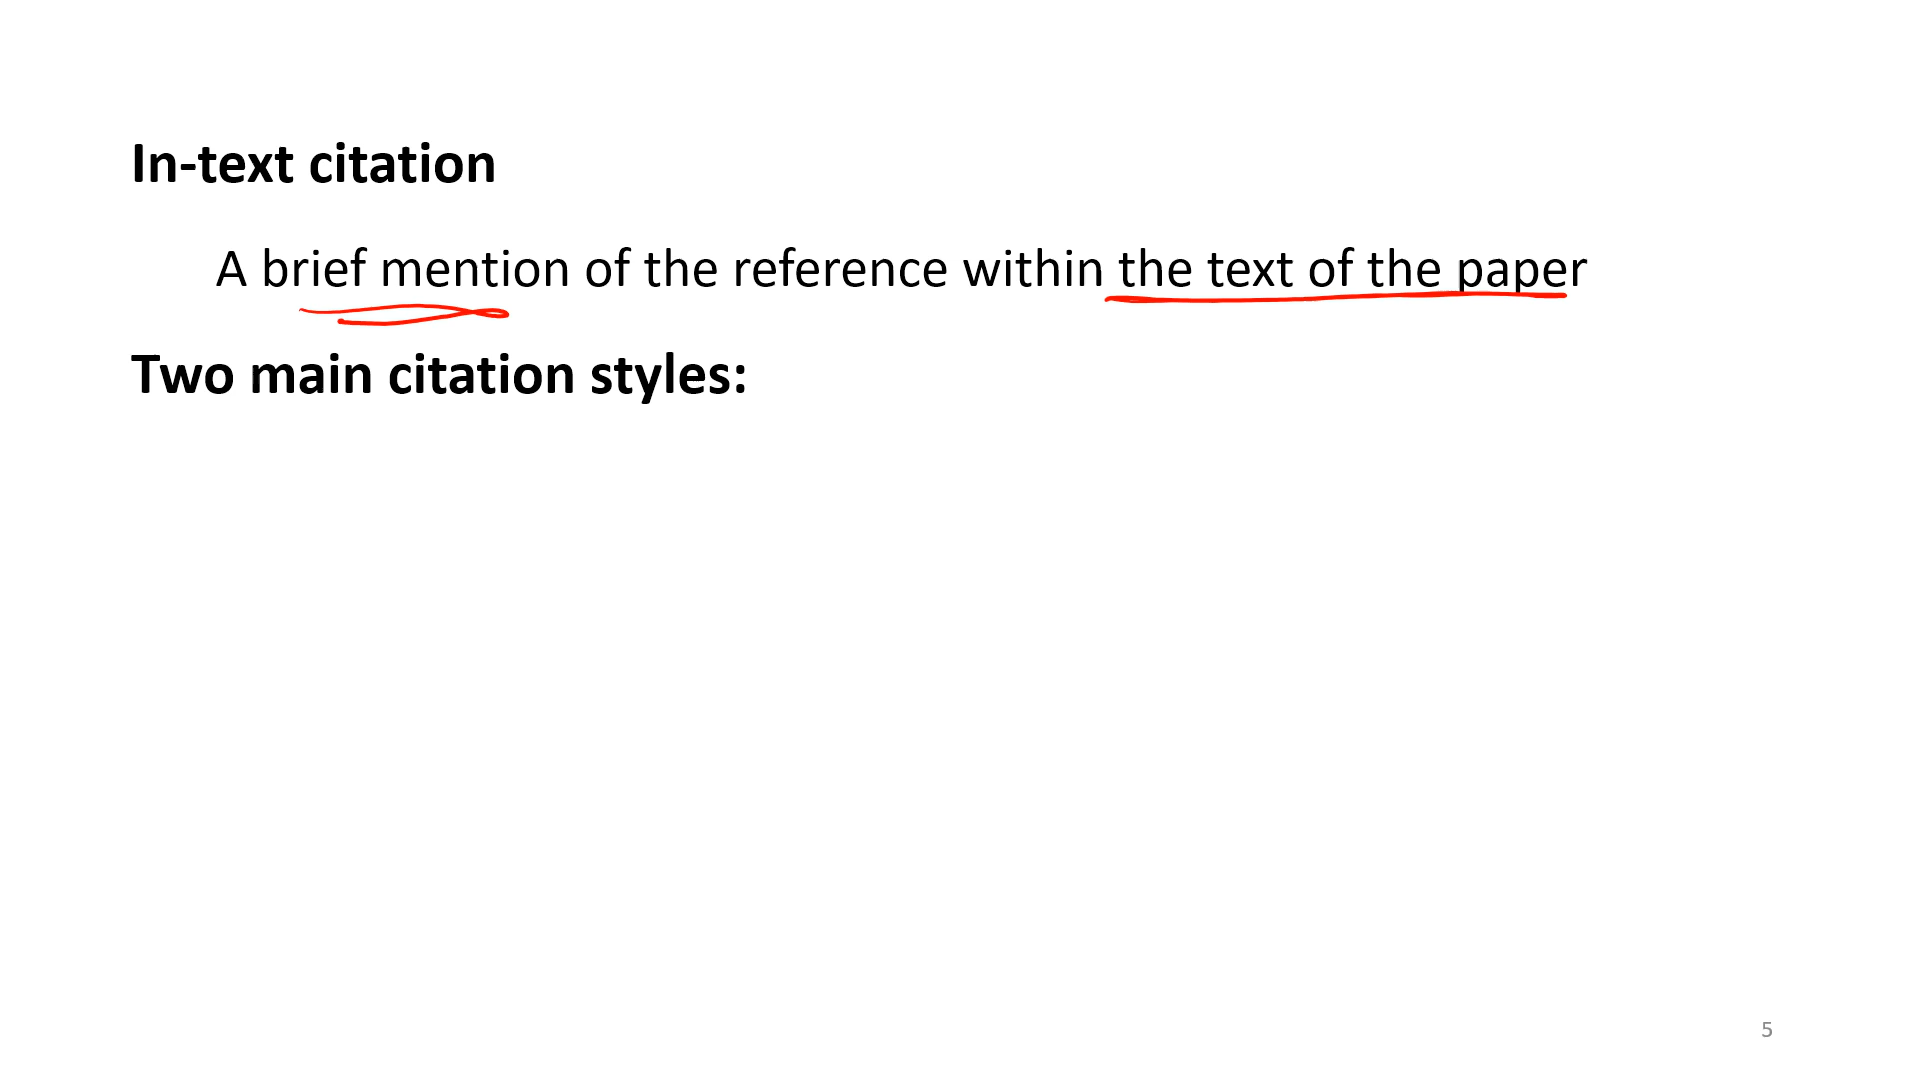 In-text citation
A brief mention of the reference within the text of the paper
Two main citation styles:
5